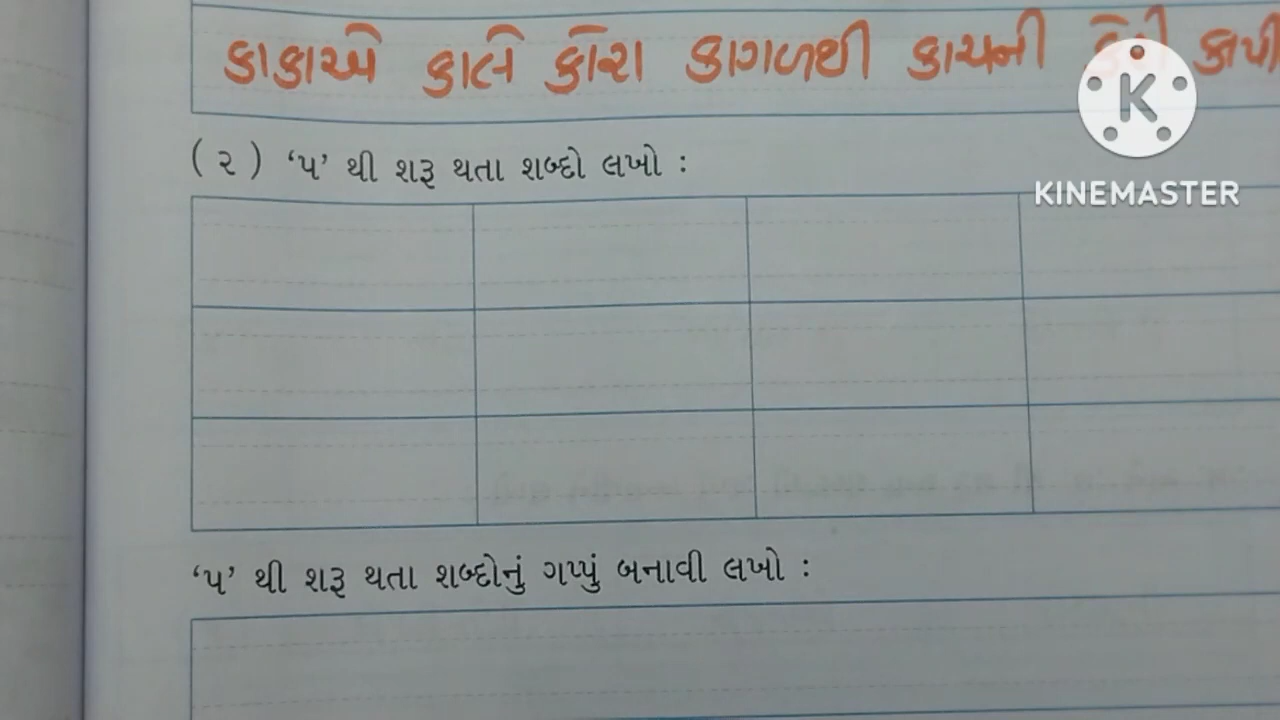 કાકાએ કાલે કોરા કાગળથી કાચની કેરી કાપી
KINEMASTER
(૨) ‘પ’ થી શરૂ થતા શબ્દો લખો :
‘પ’ થી શરૂ થતા શબ્દોનું ગપ્પું બનાવી લખો :